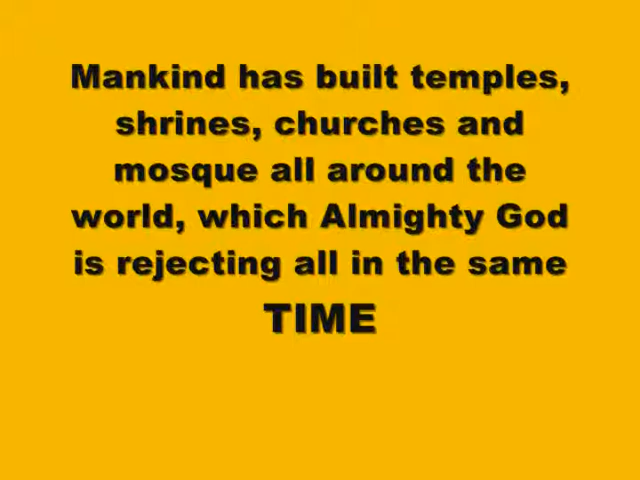 Mankind has built temples,
shrines, churches and
mosque all around the
world, which Almighty God
is rejecting all in the same
TIME